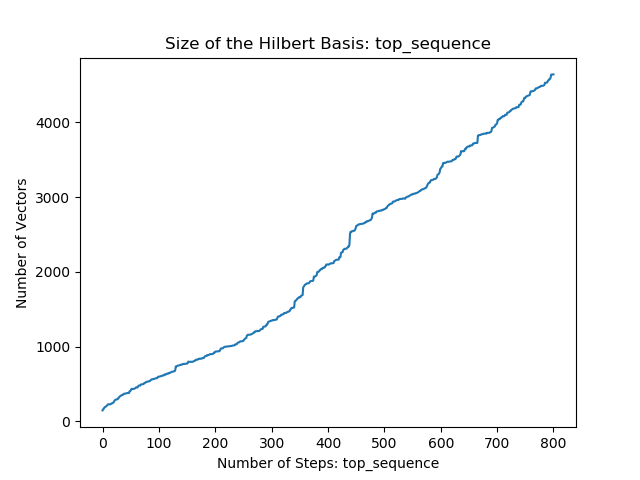 Size of the Hilbert Basis: top_sequence
Number of Vectors
4000
3000
2000
1000
0
0 100 200 300 400 500 600 700 800
Number of Steps: top_sequence